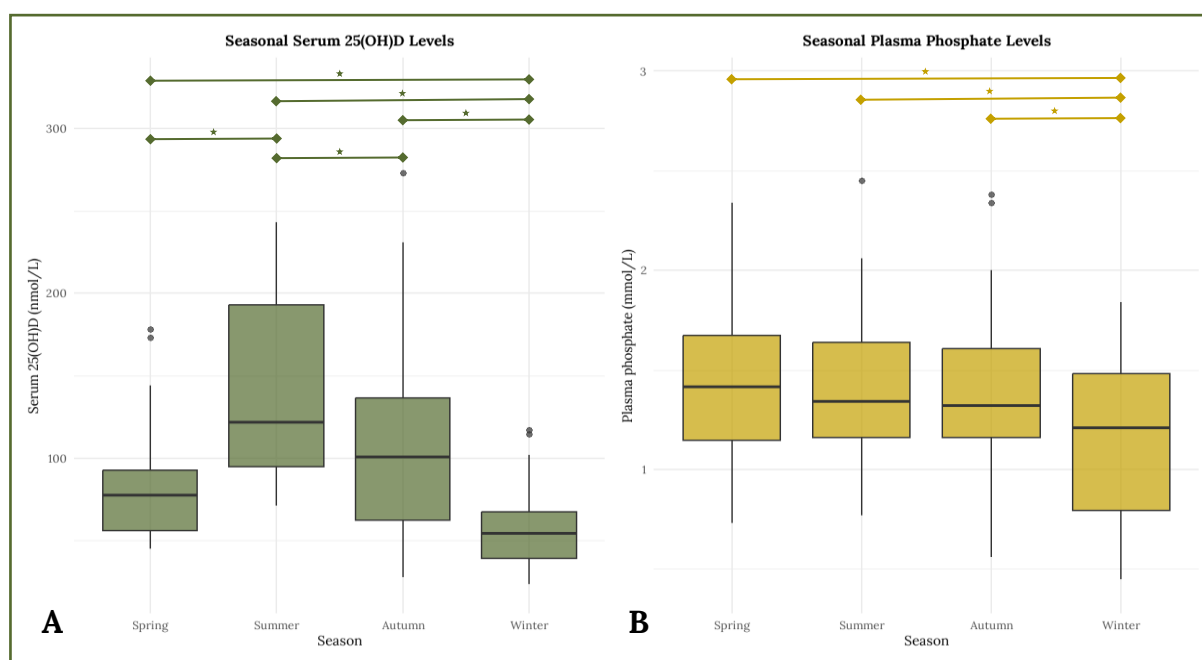 Seasonal Serum 25(OH)D Levels
300
200
100
Serum 25(OH)D (nmol/L)
Spring
Summer
Autumn
Winter
Season
A
Seasonal Plasma Phosphate Levels
3
2
1
Plasma phosphate (mmol/L)
Spring
Summer
Autumn
Winter
Season
B